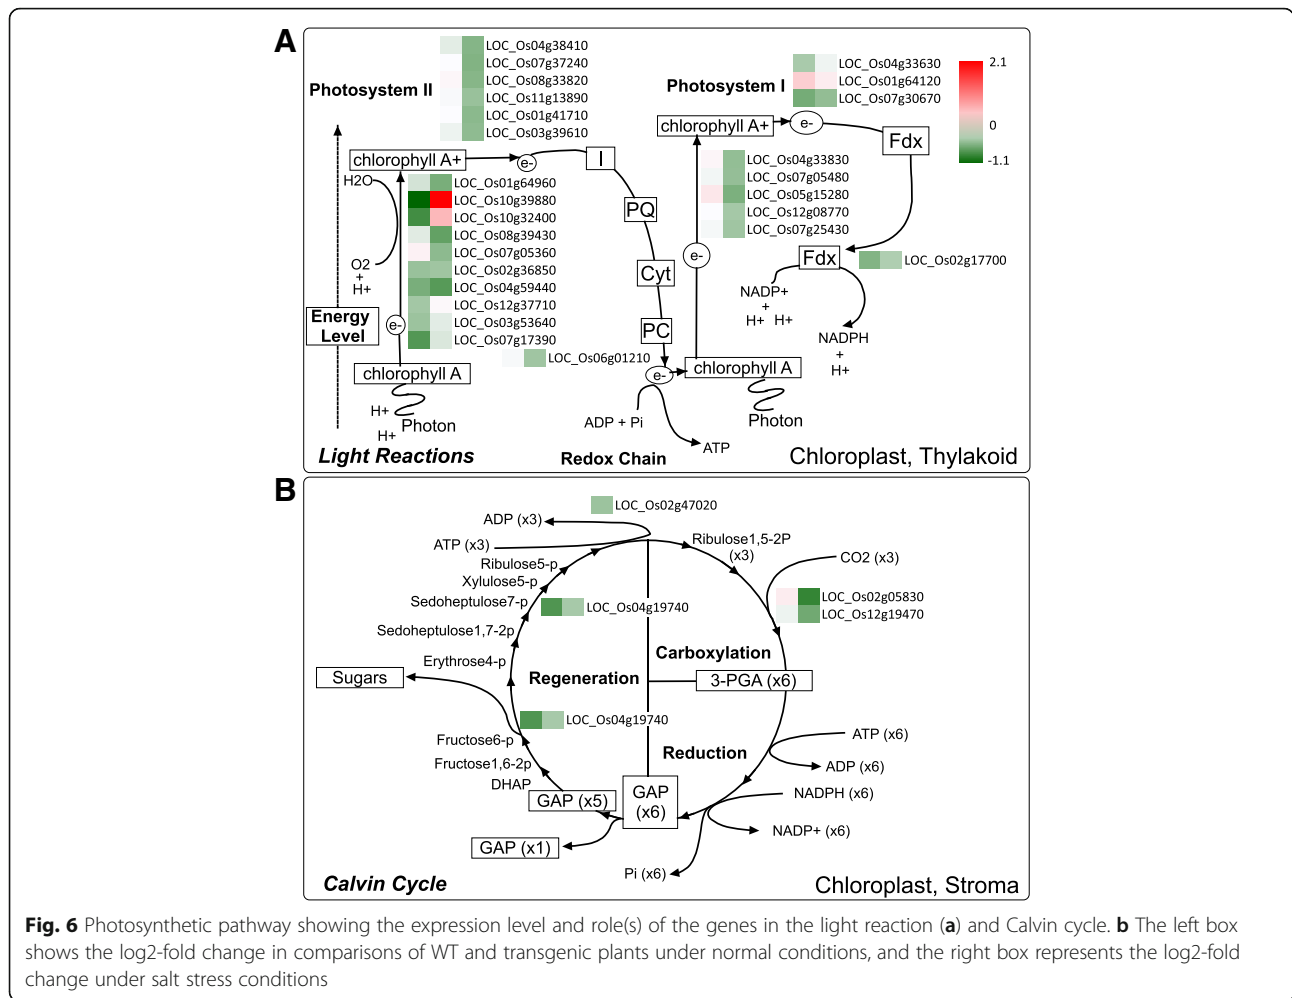 A
LOC_Os04g38410
LOC_Os07g37240
LOC_Os08g33820
LOC_Os11g13890
LOC_Os01g41710
LOC_Os03g39610
Photosystem II
chlorophyll A+
e-
I
H2O
O2
+
H+
LOC_Os01g64960
LOC_Os10g39880
LOC_Os10g32400
LOC_Os08g39430
LOC_Os07g05360
LOC_Os02g36850
LOC_Os04g59440
LOC_Os12g37710
LOC_Os03g53640
LOC_Os07g17390
Energy
Level
e-
chlorophyll A
H+
H+
Photon
PQ
Cyt
PC
LOC_Os06g01210
e-
ADP + Pi
ATP
Photosystem I
LOC_Os04g33630
LOC_Os01g64120
LOC_Os07g30670
2.1
0
-1.1
chlorophyll A+
e-
Fdx
LOC_Os04g33830
LOC_Os07g05480
LOC_Os05g15280
LOC_Os12g08770
LOC_Os07g25430
e-
Fdx
LOC_Os02g17700
NADP+
+
H+ H+
NADPH
+
H+
chlorophyll A
Photon
Light Reactions
Redox Chain
Chloroplast, Thylakoid
B
LOC_Os02g47020
ADP (x3)
ATP (x3)
Ribulose1,5-2P
(x3)
CO2 (x3)
Ribulose5-p
Xylulose5-p
Sedoheptulose7-p
LOC_Os04g19740
LOC_Os02g05830
LOC_Os12g19470
Sedoheptulose1,7-2p
Carboxylation
Erythrose4-p
Sugars
Regeneration
3-PGA (x6)
LOC_Os04g19740
Fructose6-p
Reduction
ATP (x6)
Fructose1,6-2p
ADP (x6)
DHAP
GAP (x5)
GAP
(x6)
NADPH (x6)
NADP+ (x6)
GAP (x1)
Pi (x6)
Calvin Cycle
Chloroplast, Stroma
Fig. 6 Photosynthetic pathway showing the expression level and role(s) of the genes in the light reaction (a) and Calvin cycle. b The left box
shows the log2-fold change in comparisons of WT and transgenic plants under normal conditions, and the right box represents the log2-fold
change under salt stress conditions